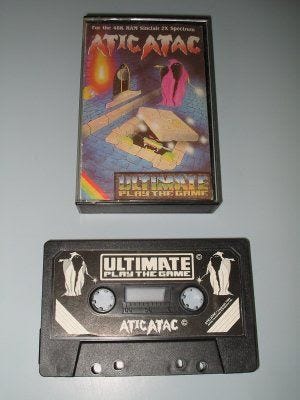 For the 48K RAM Sinclair ZX Spectrum
ATIC ATAC
ULTIMATE
PLAY THE GAME
ULTIMATE
PLAY THE GAME
ATIC ATAC ©